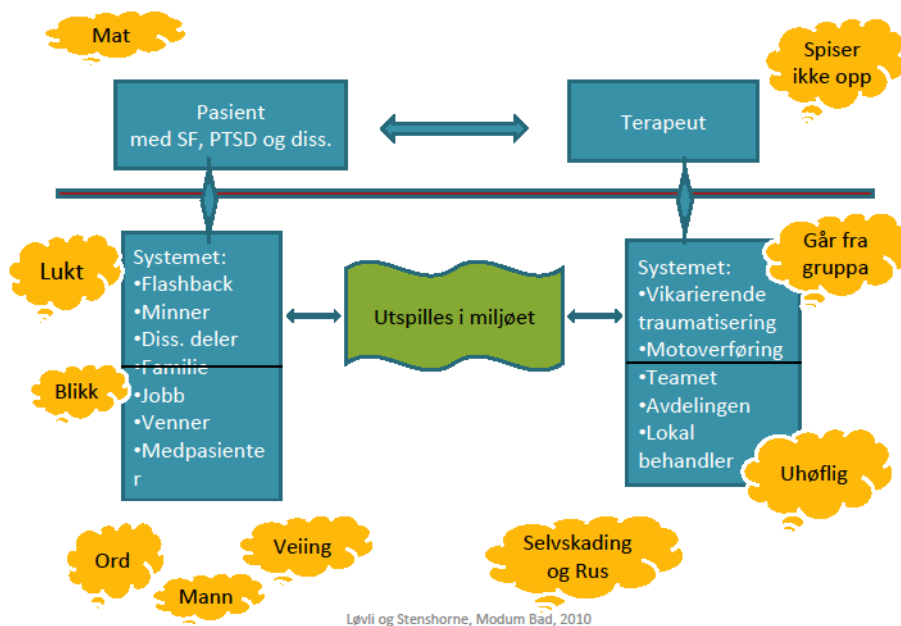 Mat
Spiser
ikke opp
Pasient
med SF, PTSD og diss.
Terapeut
Lukt
Systemet:
•Flashback
•Minner
•Diss. deler
•Familie
•Jobb
•Venner
•Medpasiente
r
Blikk
Utspilles i miljøet
Systemet:
•Vikarierende
traumatisering
•Motoverføring
•Teamet
•Avdelingen
•Lokal
behandler
Går fra
gruppa
Uhøflig
Ord
Mann
Veiing
Selvskading
og Rus
Løvli og Stenshorne, Modum Bad, 2010